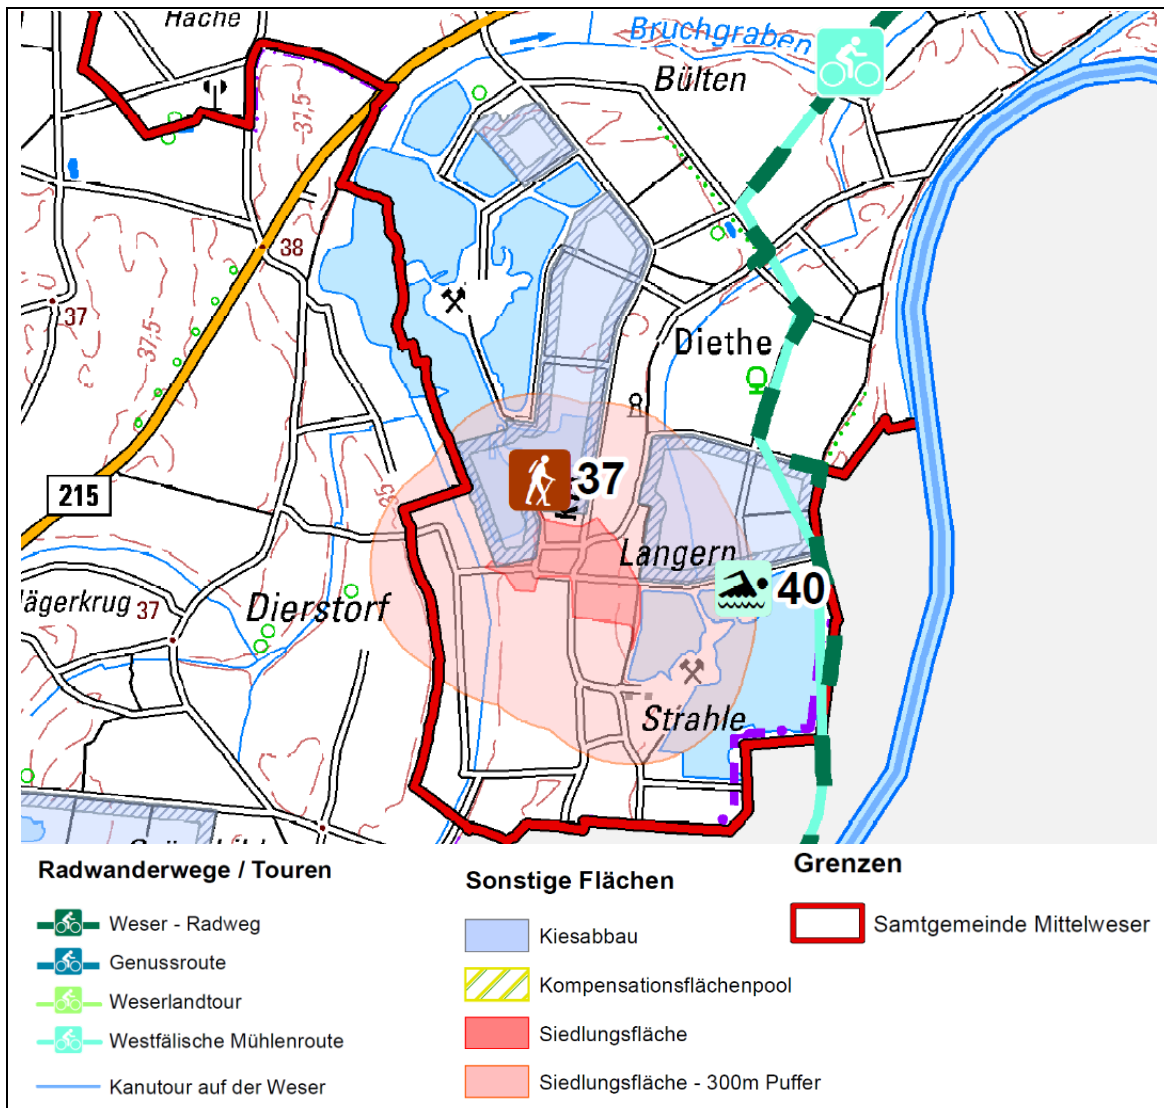 Hache
Bruchgraben
Bülten
37,5
38
37
37,5
Diethe
35
215
37
Langern
40
Jägerkrug 37
Dierstorf
Strahle
Radwanderwege / Touren
Weser - Radweg
Genussroute
Weserlandtour
Westfälische Mühlenroute
Kanutour auf der Weser
Sonstige Flächen
Kiesabbau
Kompensationsflächenpool
Siedlungsfläche
Siedlungsfläche - 300m Puffer
Grenzen
Samtgemeinde Mittelweser